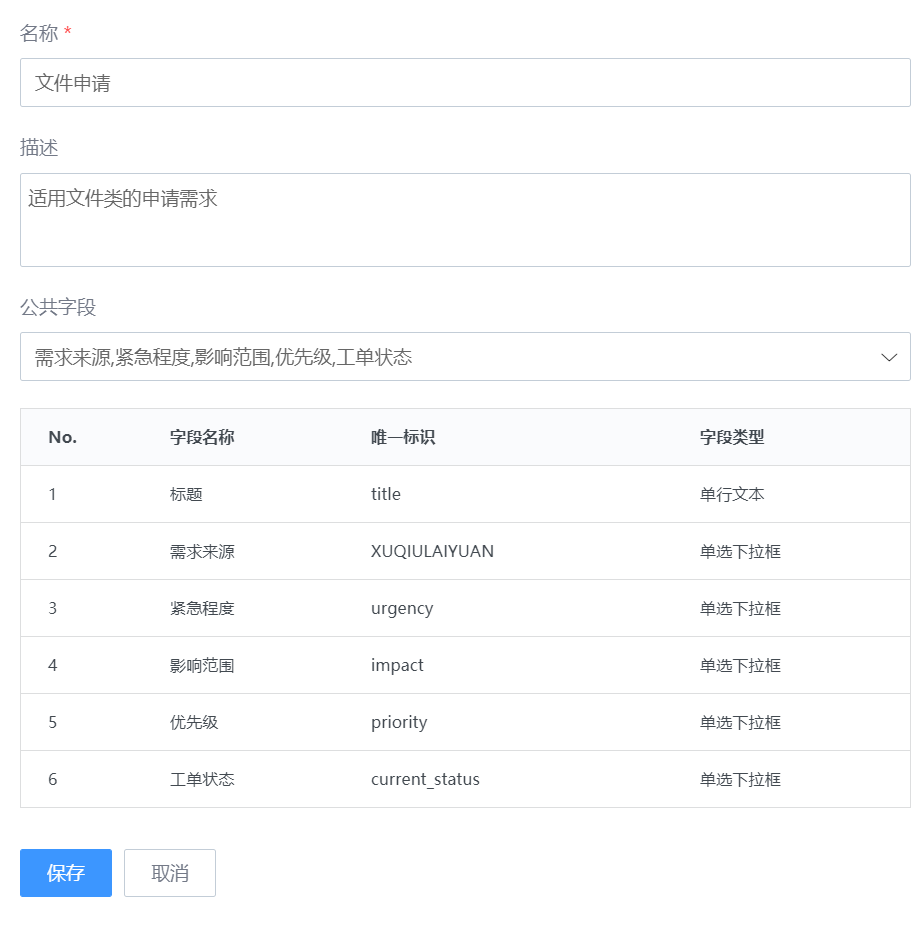 名称 *
文件申请
描述
适用文件类的申请需求
公共字段
需求来源,紧急程度,影响范围,优先级,工单状态
No. 字段名称 唯一标识 字段类型
1 标题 title 单行文本
2 需求来源 XUQIULAIYUAN 单选下拉框
3 紧急程度 urgency 单选下拉框
4 影响范围 impact 单选下拉框
5 优先级 priority 单选下拉框
6 工单状态 current_status 单选下拉框
保存 取消